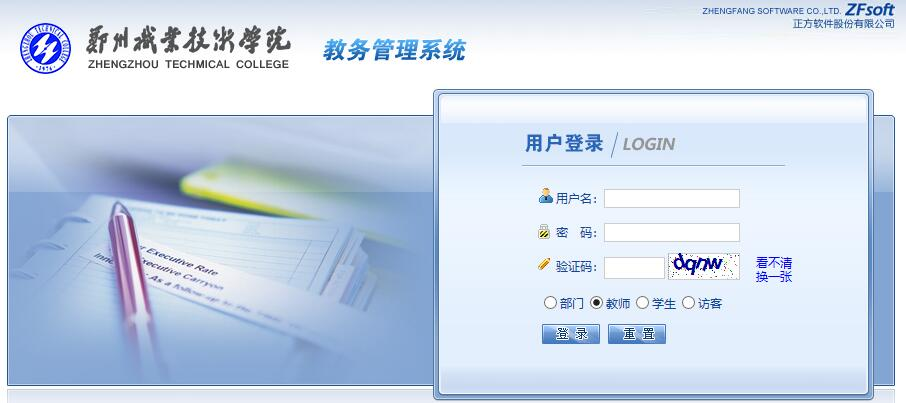 ZHENGFANG SOFTWARE CO.,LTD. ZFsoft
正方软件股份有限公司
郑州职业技术学院
ZHENGZHOU TECHMICAL COLLEGE
教务管理系统
用户登录 / LOGIN
用户名：
密 码：
验证码： dqnw 看不清
换一张
部门 教师 学生 访客
登 录 重 置
Executive Rate
Executive Carryon
As a follow-up to the